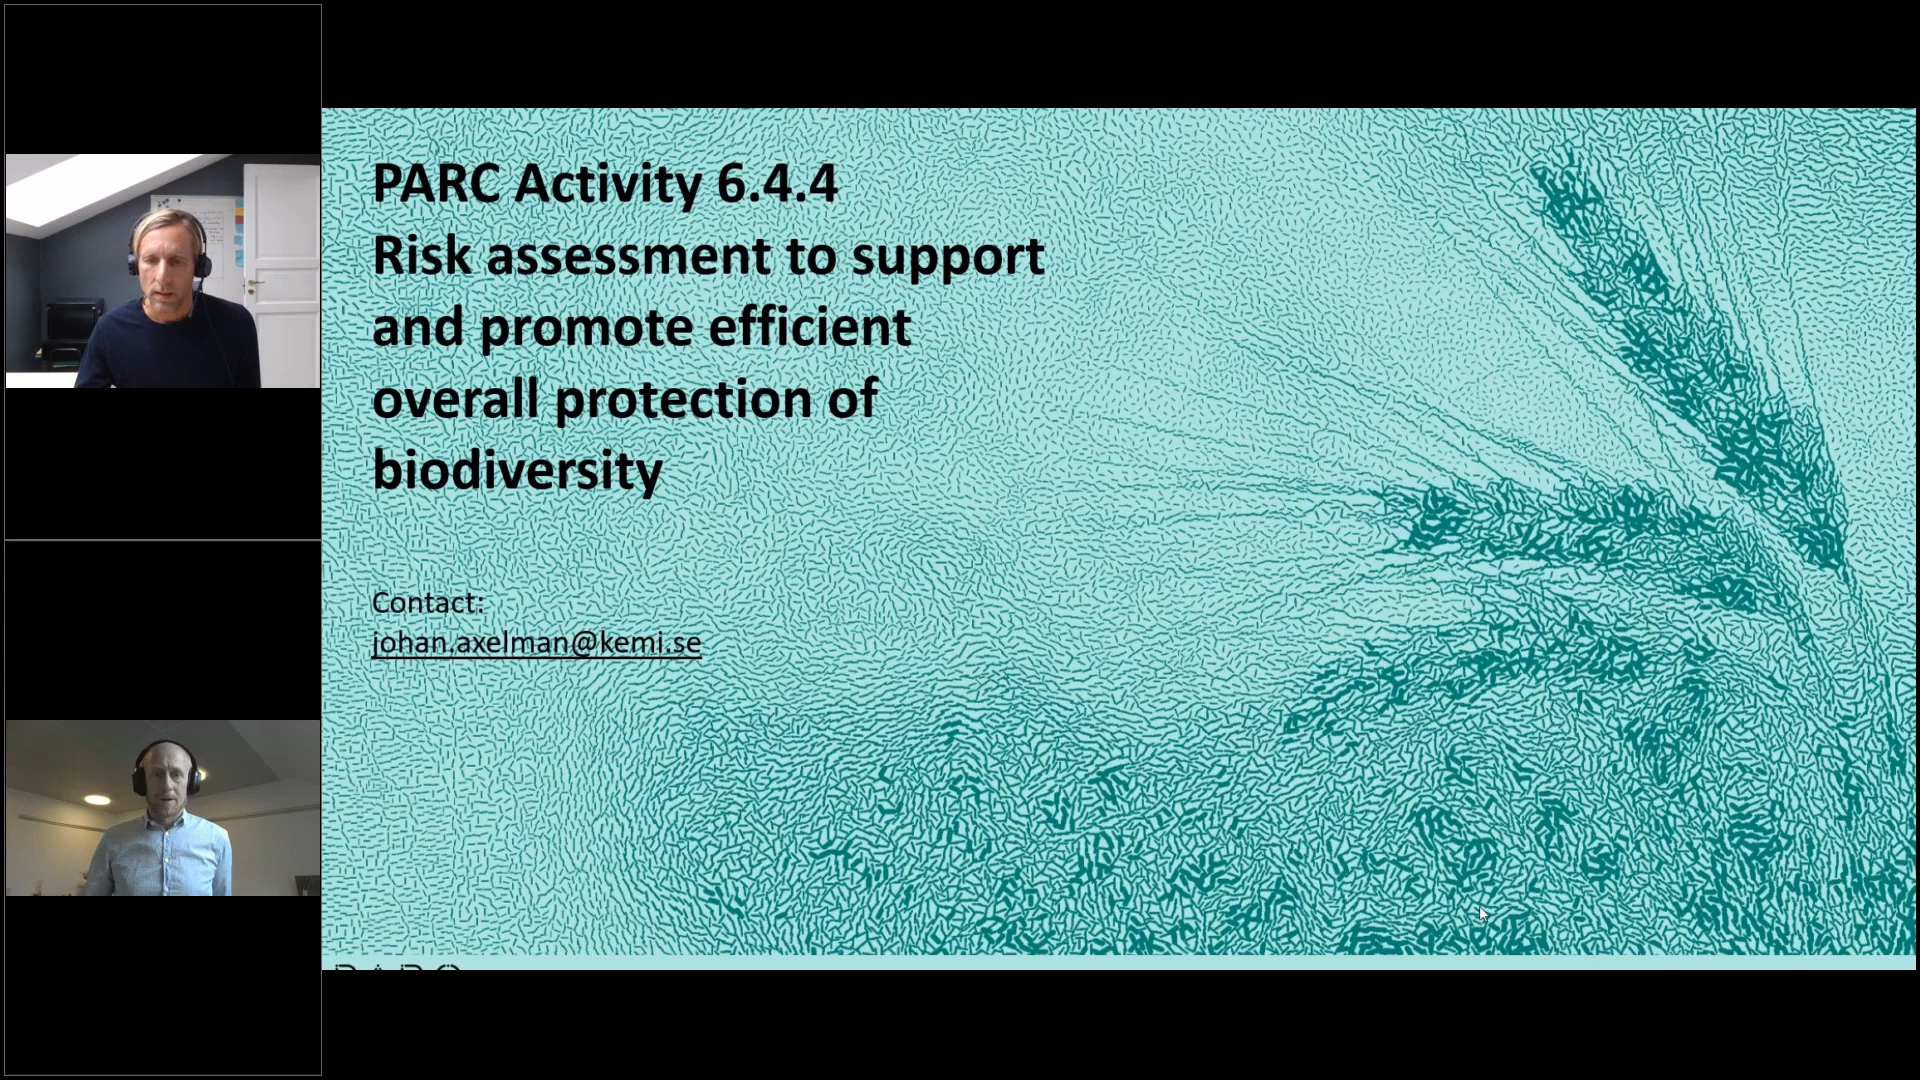 PARC Activity 6.4.4
Risk assessment to support
and promote efficient
overall protection of
biodiversity
Contact:
johan.axelman@kemi.se